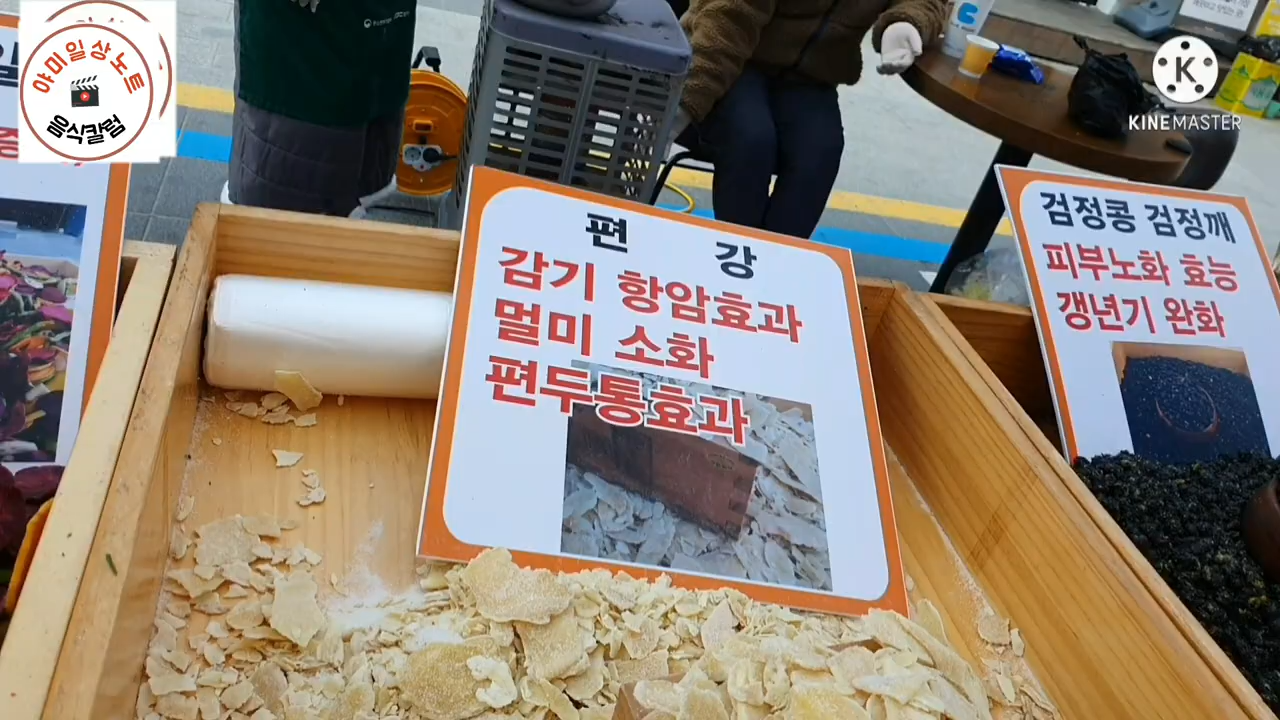 야미일상노트
음식칼럼
KINEMASTER
편 강
감기 항암효과
멀미 소화
편두통효과
검정콩 검정깨
피부노화 효능
갱년기 완화